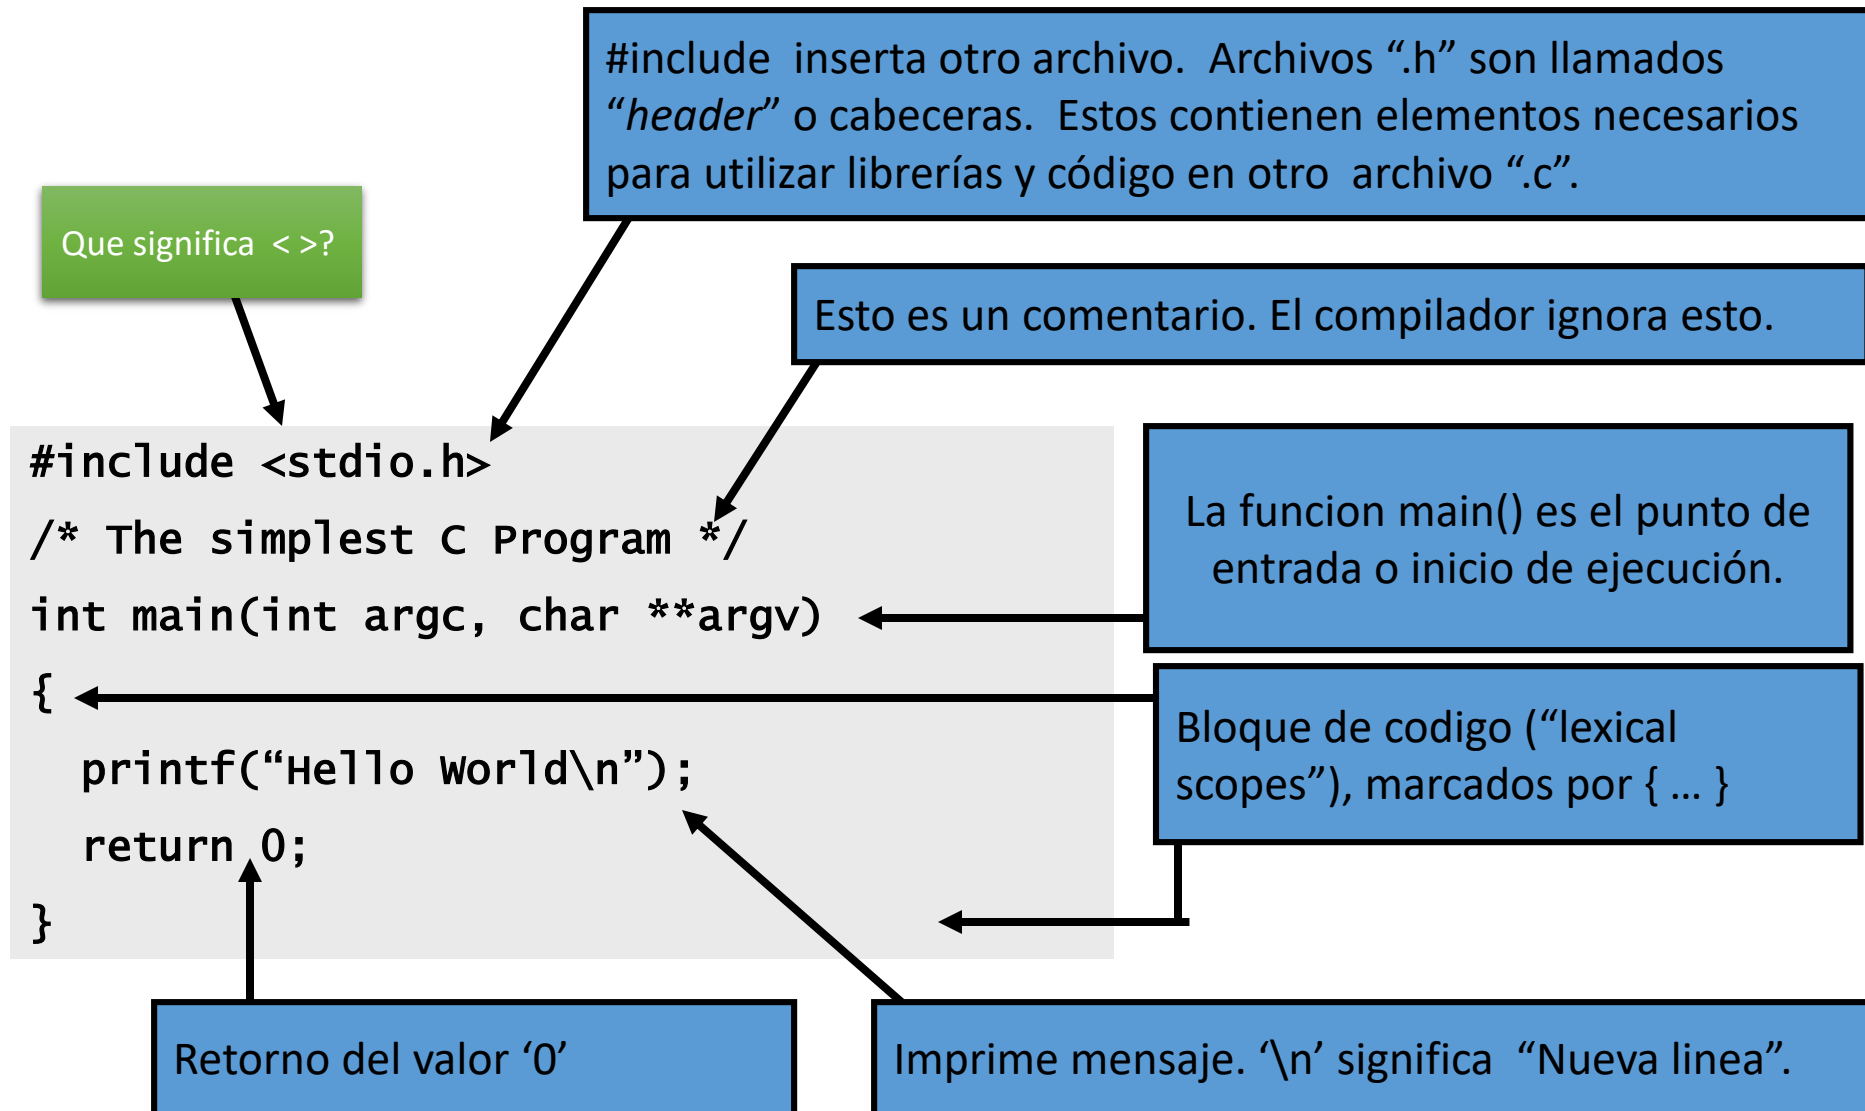 #include  inserta otro archivo.  Archivos “.h” son llamados
“header” o cabeceras.  Estos contienen elementos necesarios
para utilizar librerías y código en otro  archivo “.c”.
Que significa  < >?
Esto es un comentario. El compilador ignora esto.
#include <stdio.h>
/* The simplest C Program */
int main(int argc, char **argv)
{
  printf(“Hello World\n”);
  return 0;
}
La funcion main() es el punto de
entrada o inicio de ejecución.
Bloque de codigo (“lexical
scopes”), marcados por { … }
Retorno del valor ‘0’
Imprime mensaje. ‘\n’ significa  “Nueva linea”.